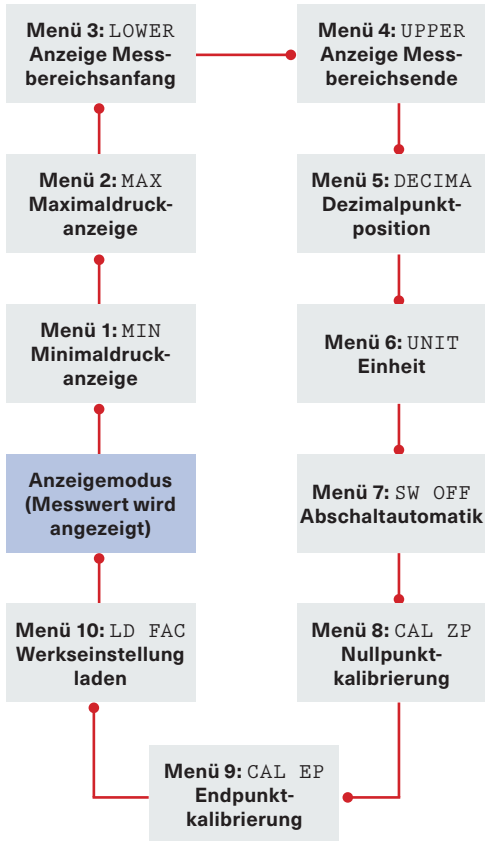 Menü 3: LOWER
Anzeige Mess-
bereichsanfang
Menü 4: UPPER
Anzeige Mess-
bereichsende
Menü 2: MAX
Maximaldruck-
anzeige
Menü 5: DECIMA
Dezimalpunkt-
position
Menü 1: MIN
Minimaldruck-
anzeige
Menü 6: UNIT
Einheit
Anzeigemodus
(Messwert wird
angezeigt)
Menü 7: SW OFF
Abschaltautomatik
Menü 10: LD FAC
Werkseinstellung
laden
Menü 8: CAL ZP
Nullpunkt-
kalibrierung
Menü 9: CAL EP
Endpunkt-
kalibrierung